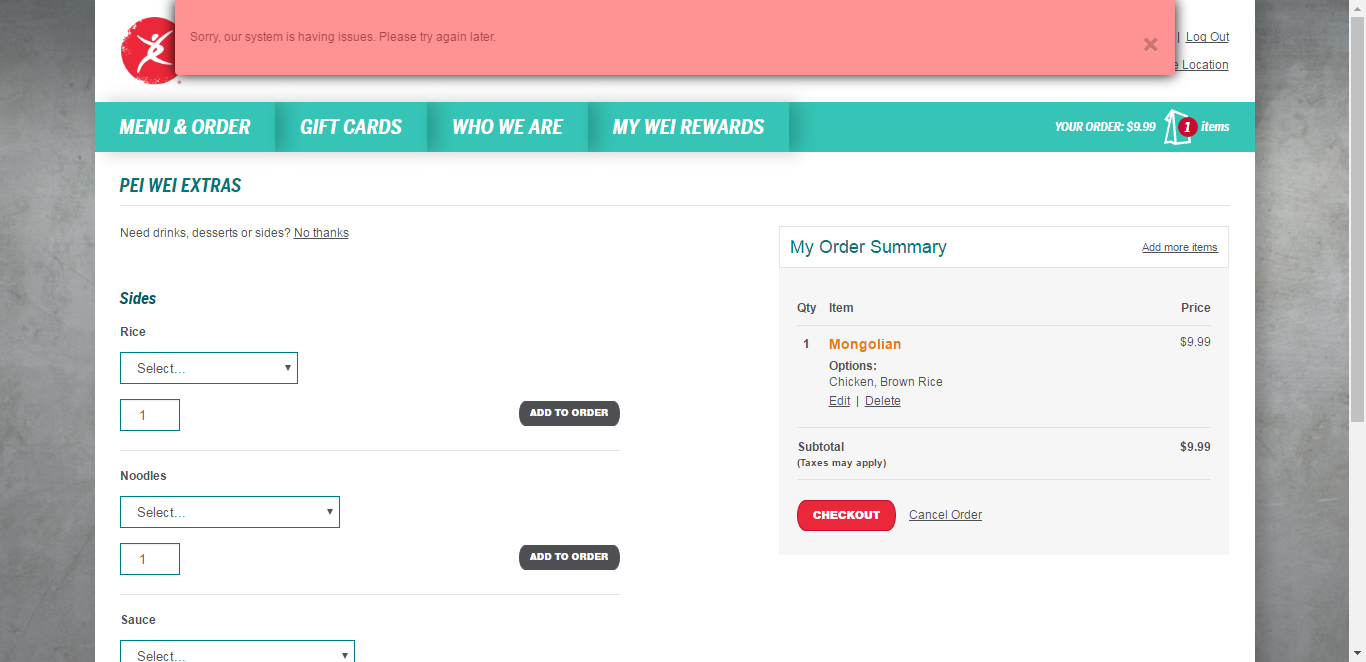 Sorry, our system is having issues. Please try again later.
| Log Out
Location
MENU & ORDER
GIFT CARDS
WHO WE ARE
MY WEI REWARDS
YOUR ORDER: $9.99
1
items
PEI WEI EXTRAS
Need drinks, desserts or sides? No thanks
Sides
Rice
Select...
1
ADD TO ORDER
Noodles
Select...
1
ADD TO ORDER
Sauce
Select...
My Order Summary
Add more items
Qty Item Price
1 Mongolian $9.99
Options:
Chicken, Brown Rice
Edit | Delete
Subtotal $9.99
(Taxes may apply)
CHECKOUT
Cancel Order